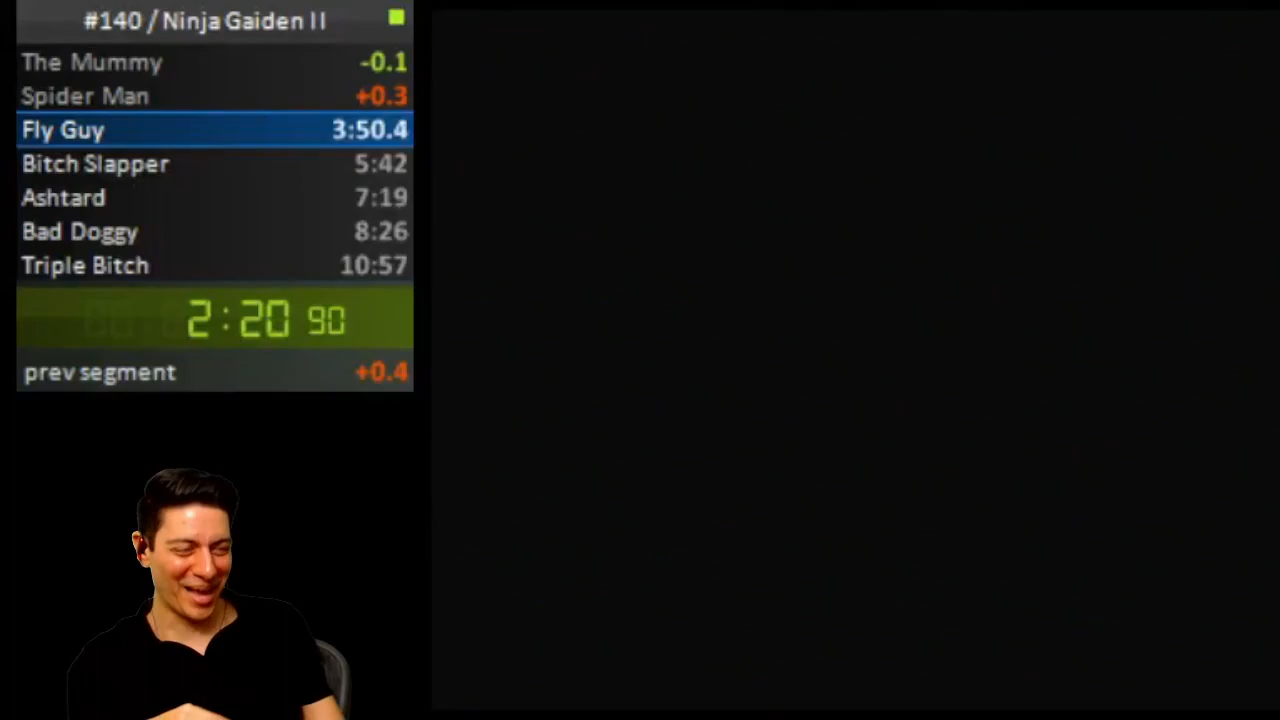 #140 / Ninja Gaiden II
The Mummy -0.1
Spider Man +0.3
Fly Guy 3:50.4
Bitch Slapper 5:42
Ashtard 7:19
Bad Doggy 8:26
Triple Bitch 10:57
2:20 90
prev segment +0.4